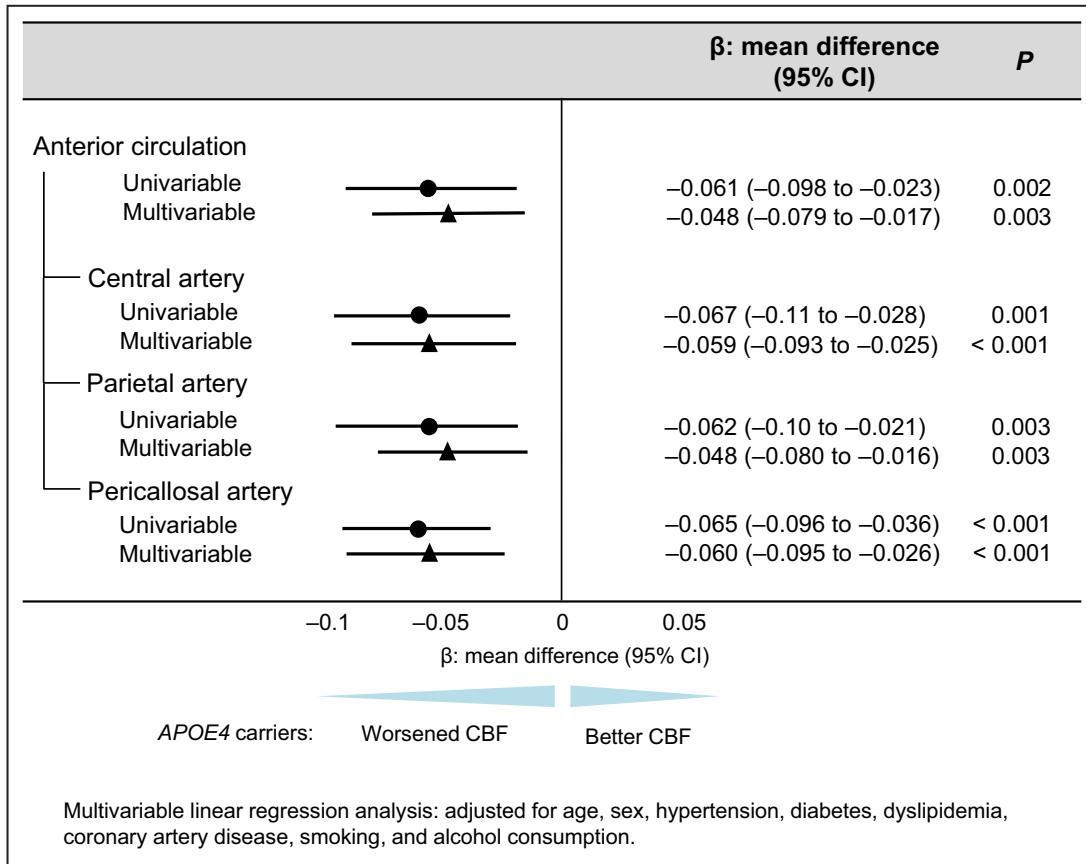 β: mean difference
(95% CI)
P
Anterior circulation
Univariable –0.061 (–0.098 to –0.023) 0.002
Multivariable –0.048 (–0.079 to –0.017) 0.003
Central artery
Univariable –0.067 (–0.11 to –0.028) 0.001
Multivariable –0.059 (–0.093 to –0.025) < 0.001
Parietal artery
Univariable –0.062 (–0.10 to –0.021) 0.003
Multivariable –0.048 (–0.080 to –0.016) 0.003
Pericallosal artery
Univariable –0.065 (–0.096 to –0.036) < 0.001
Multivariable –0.060 (–0.095 to –0.026) < 0.001
–0.1 –0.05 0 0.05
β: mean difference (95% CI)
APOE4 carriers: Worsened CBF Better CBF
Multivariable linear regression analysis: adjusted for age, sex, hypertension, diabetes, dyslipidemia,
coronary artery disease, smoking, and alcohol consumption.